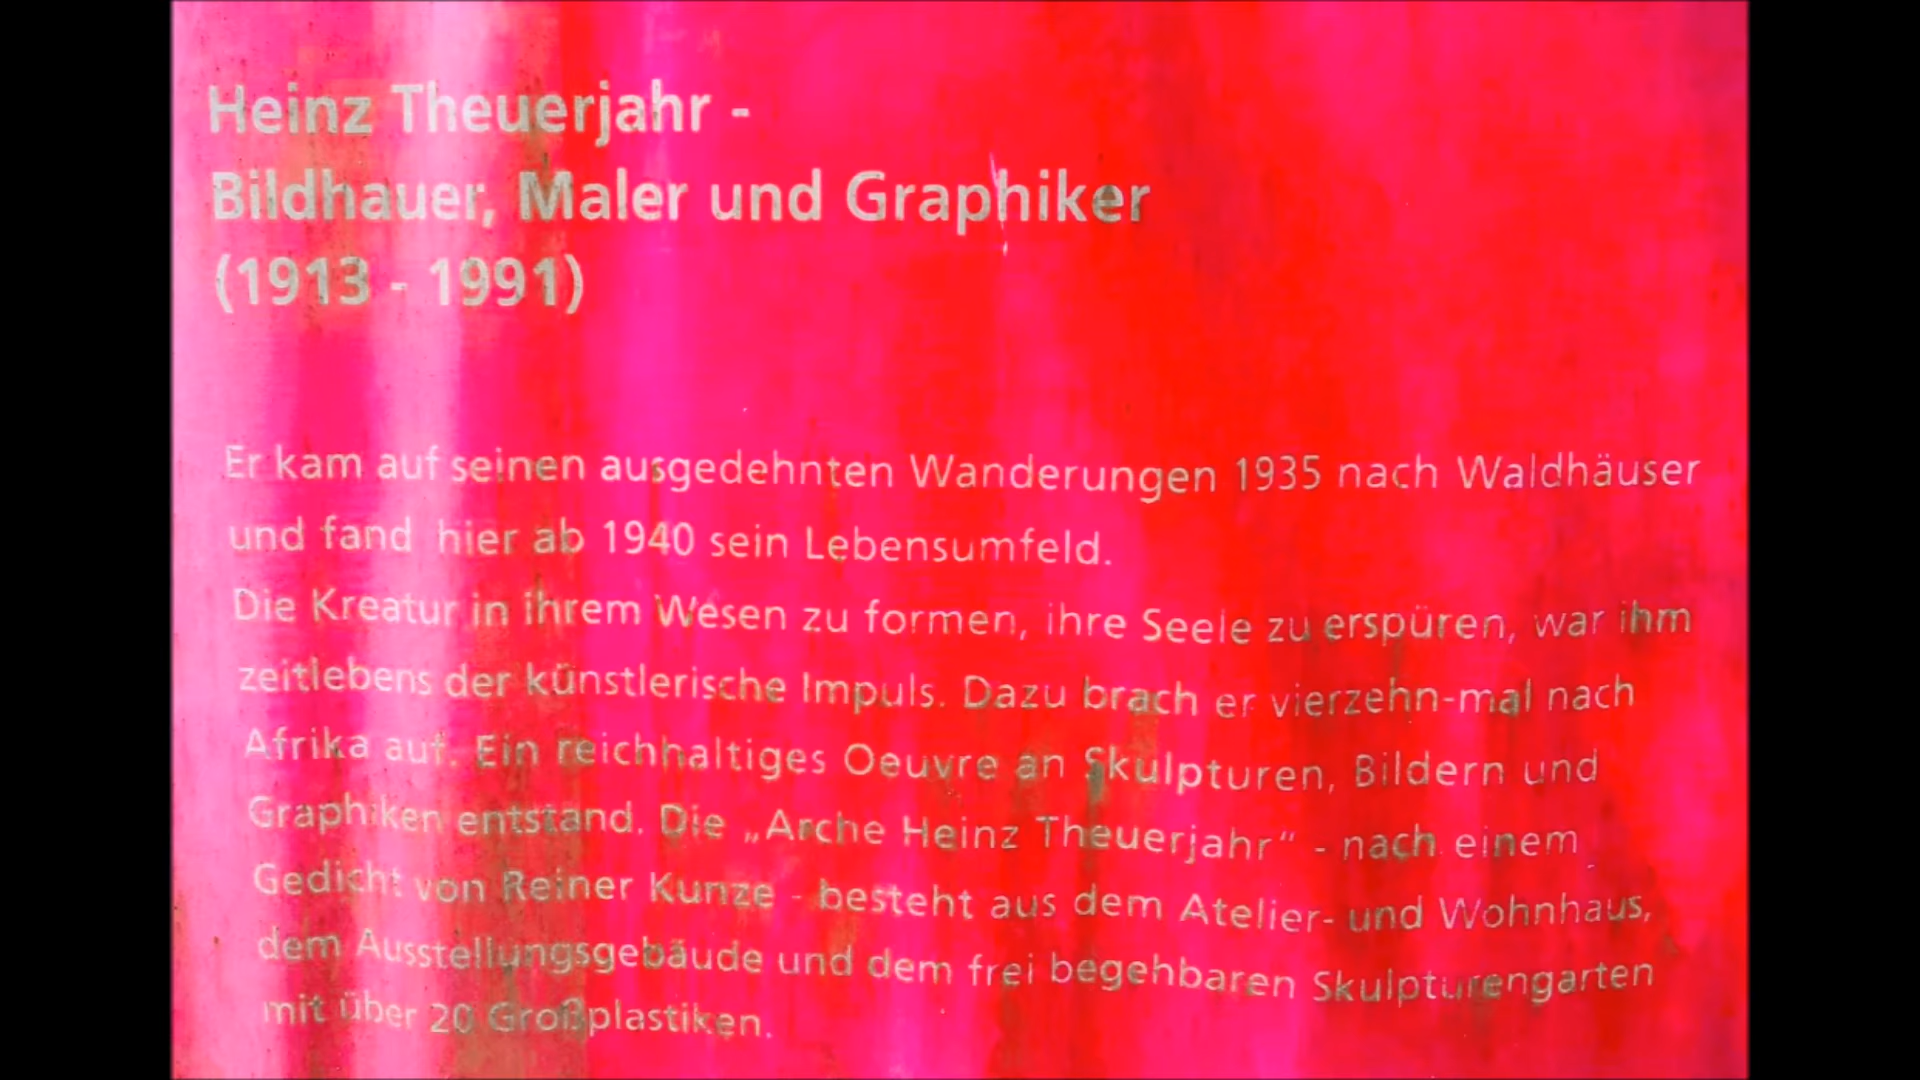 Heinz Theuerjahr -
Bildhauer, Maler und Graphiker
(1913 - 1991)
Er kam auf seinen ausgedehnten Wanderungen 1935 nach Waldhäuser
und fand hier ab 1940 sein Lebensumfeld.
Die Kreatur in ihrem Wesen zu formen, ihre Seele zu erspüren, war ihm
zeitlebens der künstlerische Impuls. Dazu brach er vierzehn-mal nach
Afrika auf. Ein reichhaltiges Oeuvre an Skulpturen, Bildern und
Graphiken entstand. Die „Arche Heinz Theuerjahr“ - nach einem
Gedicht von Reiner Kunze - besteht aus dem Atelier- und Wohnhaus,
dem Ausstellungsgebäude und dem frei begehbaren Skulpturengarten
mit über 20 Großplastiken.